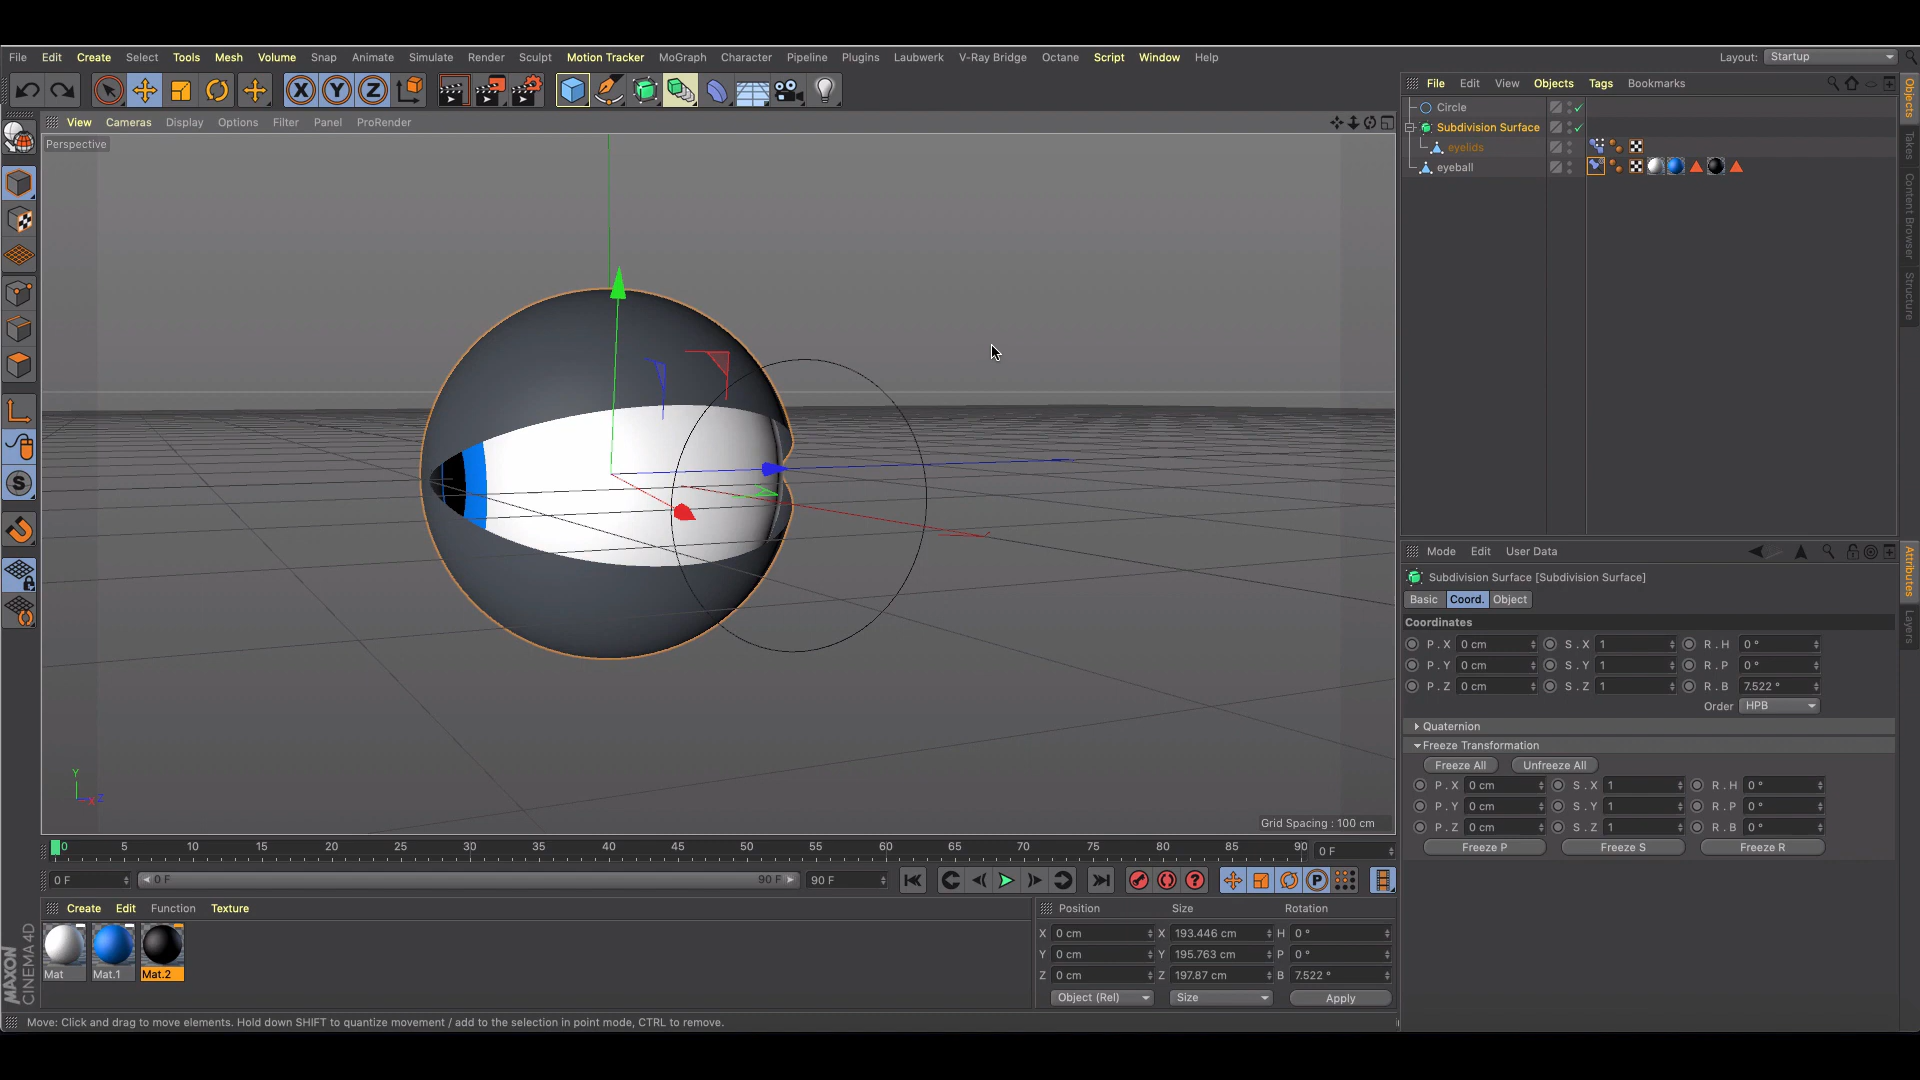 File Edit Create Select Tools Mesh Volume Snap Animate Simulate Render Sculpt Motion Tracker MoGraph Character Pipeline Plugins Laubwerk V-Ray Bridge Octane Script Window Help Layout: Startup
File Edit View Objects Tags Bookmarks
View Cameras Display Options Filter Panel ProRender
Perspective
Circle
Subdivision Surface
eyelids
eyeball
Objects
Takes
Content Browser
Structure
Mode Edit User Data
Subdivision Surface [Subdivision Surface]
Basic Coord. Object
Coordinates
P . X 0 cm S . X 1 R . H 0 °
P . Y 0 cm S . Y 1 R . P 0 °
P . Z 0 cm S . Z 1 R . B 7.522 °
Order HPB
Quaternion
Freeze Transformation
Freeze All Unfreeze All
P . X 0 cm S . X 1 R . H 0 °
P . Y 0 cm S . Y 1 R . P 0 °
P . Z 0 cm S . Z 1 R . B 0 °
Freeze P Freeze S Freeze R
Attributes
Layers
Y
X Z
Grid Spacing : 100 cm
0 5 10 15 20 25 30 35 40 45 50 55 60 65 70 75 80 85 90 0 F
0 F 0 F 90 F 90 F
Create Edit Function Texture
Mat Mat.1 Mat.2
Position Size Rotation
X 0 cm X 193.446 cm H 0 °
Y 0 cm Y 195.763 cm P 0 °
Z 0 cm Z 197.87 cm B 7.522 °
Object (Rel) Size Apply
MAXON
CINEMA 4D
Move: Click and drag to move elements. Hold down SHIFT to quantize movement / add to the selection in point mode, CTRL to remove.